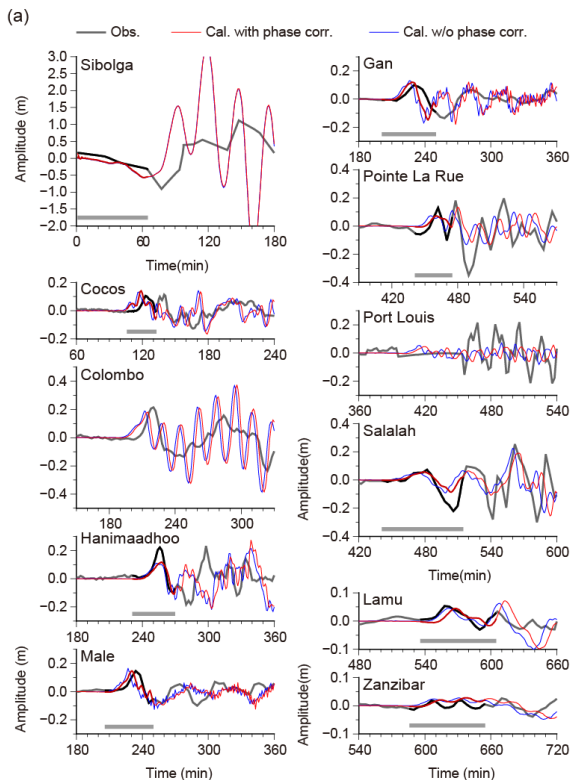 (a)
Obs. Cal. with phase corr. Cal. w/o phase corr.
Sibolga
Amplitude (m)
3.0
2.5
2.0
1.5
1.0
0.5
0.0
−0.5
−1.0
−1.5
−2.0
0 60 120 180
Time(min)
Cocos
0.2
0.0
−0.2
60 120 180 240
Colombo
0.4
0.2
0.0
−0.2
−0.4
180 240 300
Hanimaadhoo
0.2
0.0
−0.2
180 240 300 360
Male
Amplitude (m)
0.2
0.0
−0.2
180 240 300 360
Time (min)
Gan
Amplitude (m)
0.2
0.0
−0.2
180 240 300 360
Pointe La Rue
0.2
0.0
−0.2
−0.4
420 480 540
Port Louis
0.2
0.0
−0.2
360 420 480 540
Salalah
Amplitude(m)
0.4
0.2
0.0
−0.2
−0.4
420 480 540 600
Time(min)
Lamu
Amplitude(m)
0.1
0.0
−0.1
480 540 600 660
Zanzibar
0.1
0.0
−0.1
540 600 660 720
Time (min)